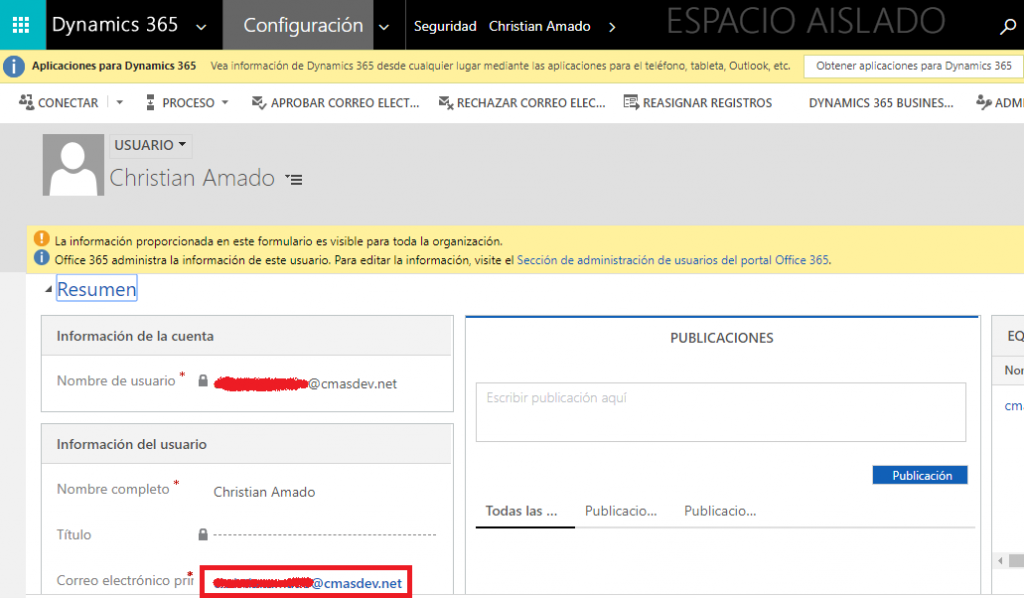 Dynamics 365 Configuración Seguridad Christian Amado ESPACIO AISLADO
Aplicaciones para Dynamics 365 Vea información de Dynamics 365 desde cualquier lugar mediante las aplicaciones para el teléfono, tableta, Outlook, etc. Obtener aplicaciones para Dynamics 365
CONECTAR PROCESO APROBAR CORREO ELECT... RECHAZAR CORREO ELEC... REASIGNAR REGISTROS DYNAMICS 365 BUSINES... ADMI
USUARIO
Christian Amado
La información proporcionada en este formulario es visible para toda la organización.
Office 365 administra la información de este usuario. Para editar la información, visite el Sección de administración de usuarios del portal Office 365.
Resumen
Información de la cuenta
Nombre de usuario * @cmasdev.net
Información del usuario
Nombre completo * Christian Amado
Título
Correo electrónico pri * @cmasdev.net
PUBLICACIONES
Escribir publicación aquí
Publicación
Todas las ... Publicacio... Publicacio...
EQ
Nor
cma